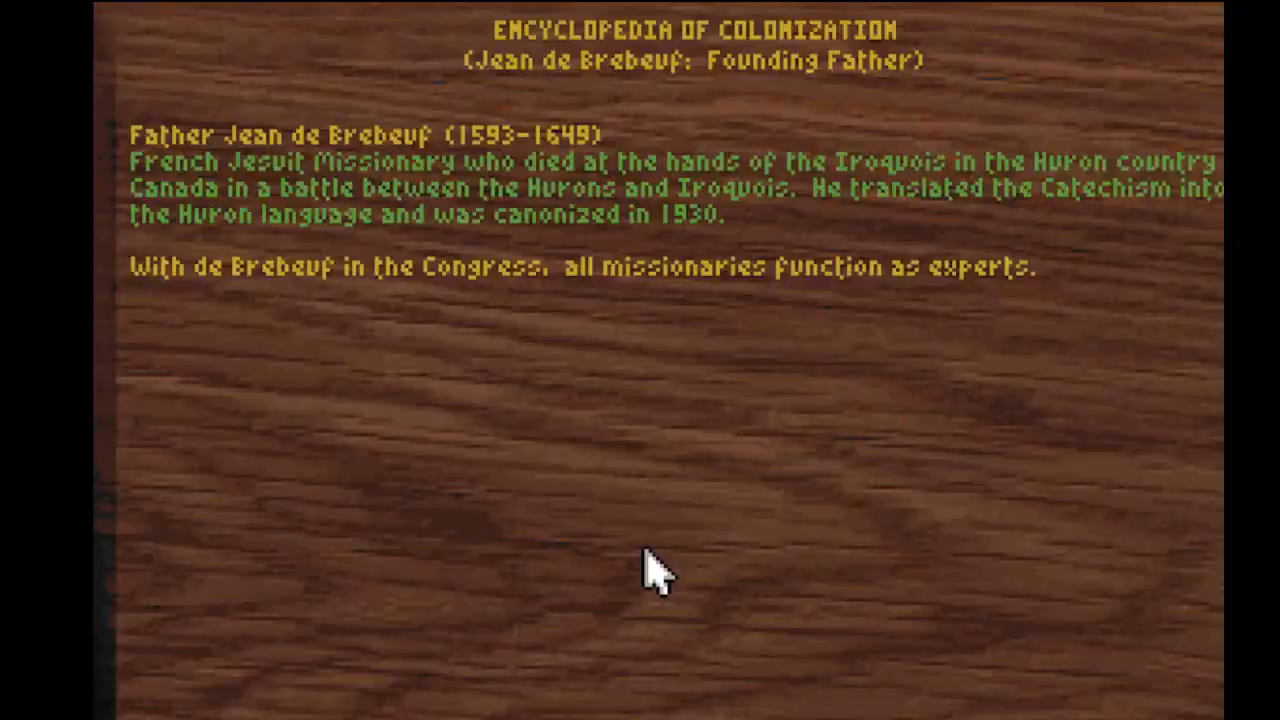 ENCYCLOPEDIA OF COLONIZATION
(Jean de Brebeuf: Founding Father)
Father Jean de Brebeuf (1593-1649)
French Jesuit Missionary who died at the hands of the Iroquois in the Huron country
Canada in a battle between the Hurons and Iroquois. He translated the Catechism into
the Huron language and was canonized in 1930.
With de Brebeuf in the Congress, all missionaries function as experts.